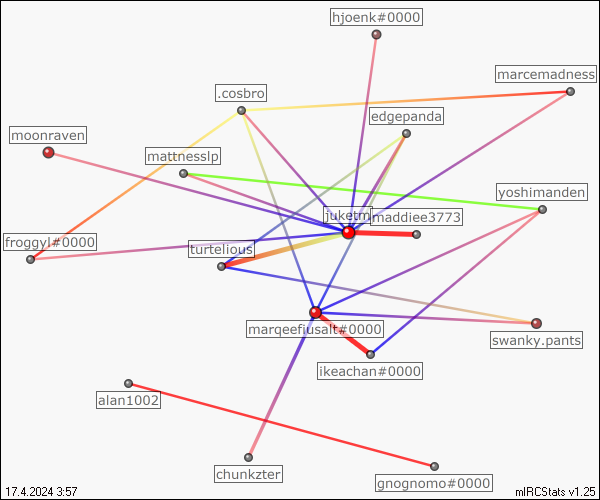 hjoenk#0000
marcemadness
.cosbro
edgepanda
moonraven
mattnesslp
yoshimanden
maddiee3773
froggyl#0000
turtelious
marqeefiusalt#0000
swanky.pants
ikeachan#0000
alan1002
chunkzter
gnognomo#0000
17.4.2024 3:57
mIRCStats v1.25